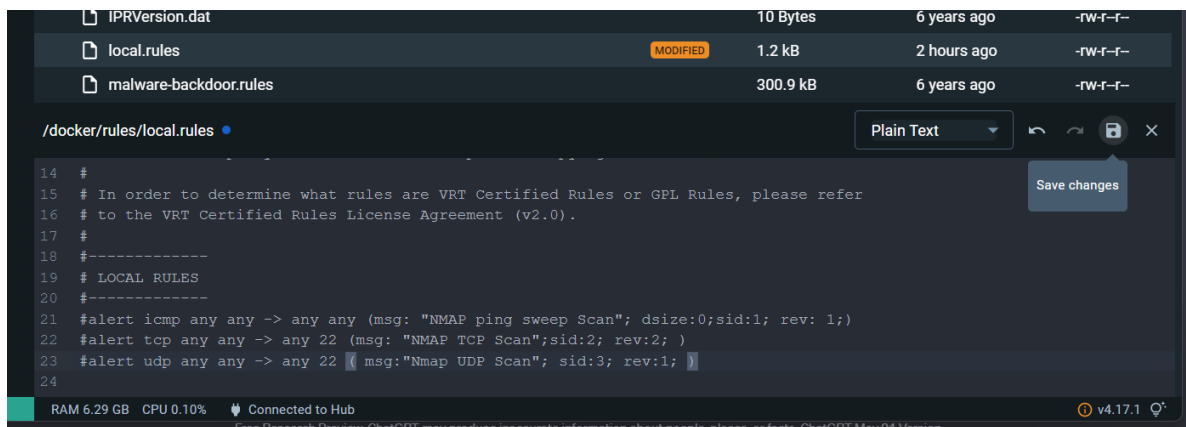 IPRVersion.dat 10 Bytes 6 years ago -rw-r--r--
local.rules MODIFIED 1.2 kB 2 hours ago -rw-r--r--
malware-backdoor.rules 300.9 kB 6 years ago -rw-r--r--
/docker/rules/local.rules Plain Text
Save changes
14 #
15 # In order to determine what rules are VRT Certified Rules or GPL Rules, please refer
16 # to the VRT Certified Rules License Agreement (v2.0).
17 #
18 #-------------
19 # LOCAL RULES
20 #-------------
21 #alert icmp any any -> any any (msg: "NMAP ping sweep Scan"; dsize:0;sid:1; rev: 1;)
22 #alert tcp any any -> any 22 (msg: "NMAP TCP Scan";sid:2; rev:2; )
23 #alert udp any any -> any 22 ( msg:"Nmap UDP Scan"; sid:3; rev:1; )
24
RAM 6.29 GB CPU 0.10% Connected to Hub v4.17.1